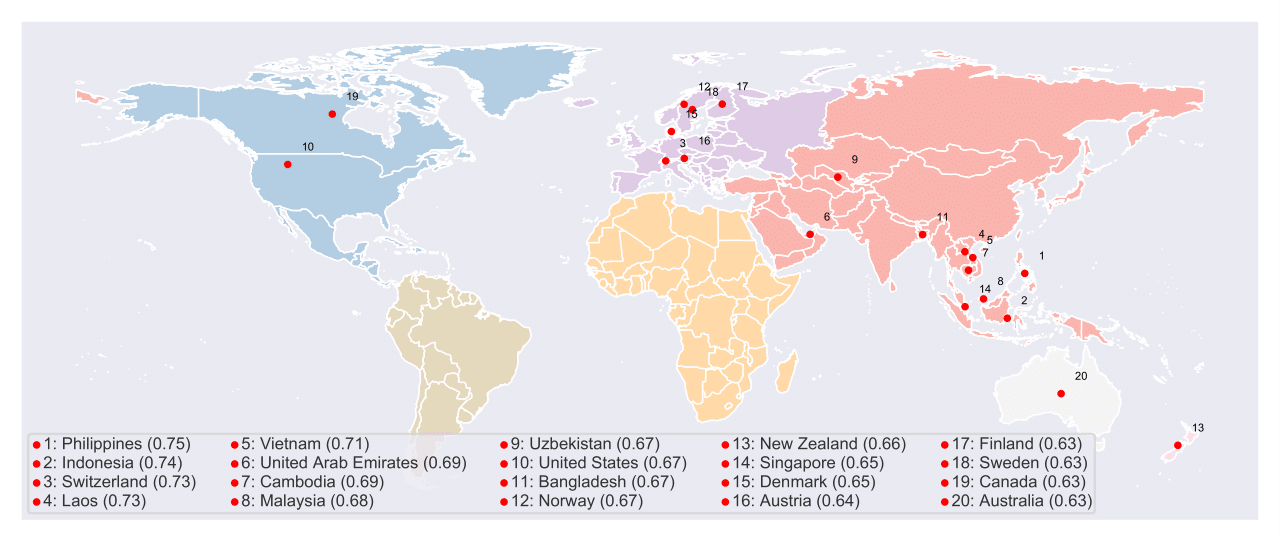 12
17
19
18
15
10
16
3
9
6
11
4
5
7
1
8
14
2
20
13
1: Philippines (0.75)
2: Indonesia (0.74)
3: Switzerland (0.73)
4: Laos (0.73)
5: Vietnam (0.71)
6: United Arab Emirates (0.69)
7: Cambodia (0.69)
8: Malaysia (0.68)
9: Uzbekistan (0.67)
10: United States (0.67)
11: Bangladesh (0.67)
12: Norway (0.67)
13: New Zealand (0.66)
14: Singapore (0.65)
15: Denmark (0.65)
16: Austria (0.64)
17: Finland (0.63)
18: Sweden (0.63)
19: Canada (0.63)
20: Australia (0.63)